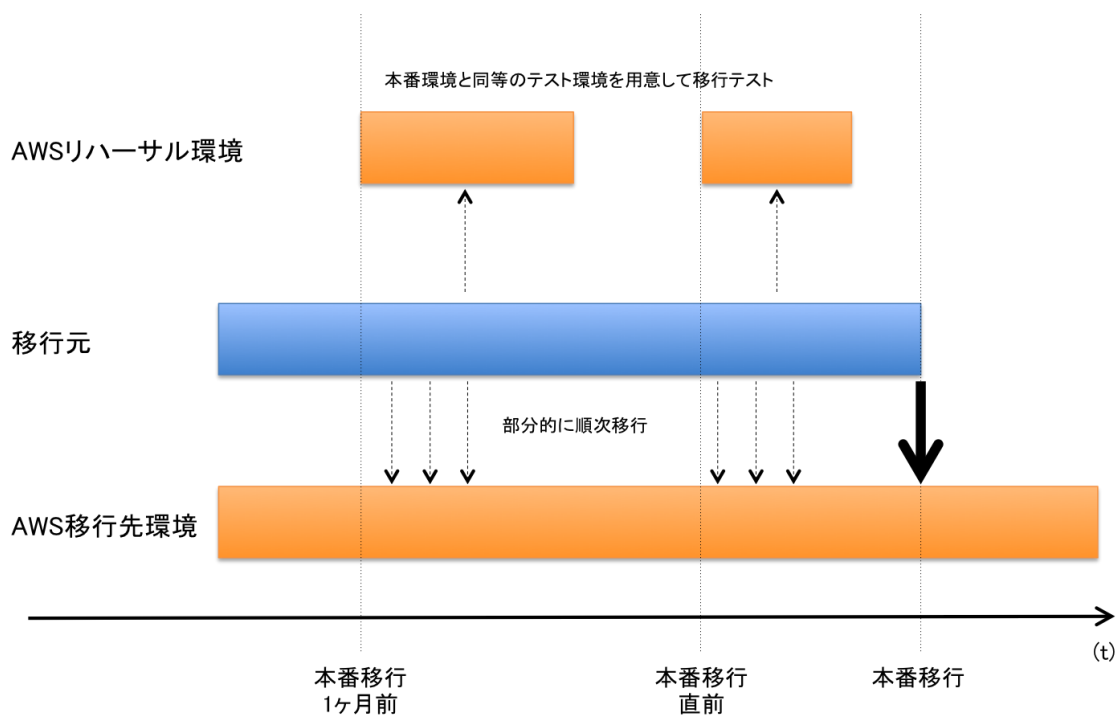 本番環境と同等のテスト環境を用意して移行テスト
AWSリハーサル環境
移行元
部分的に順次移行
AWS移行先環境
(t)
本番移行
1ヶ月前
本番移行
直前
本番移行